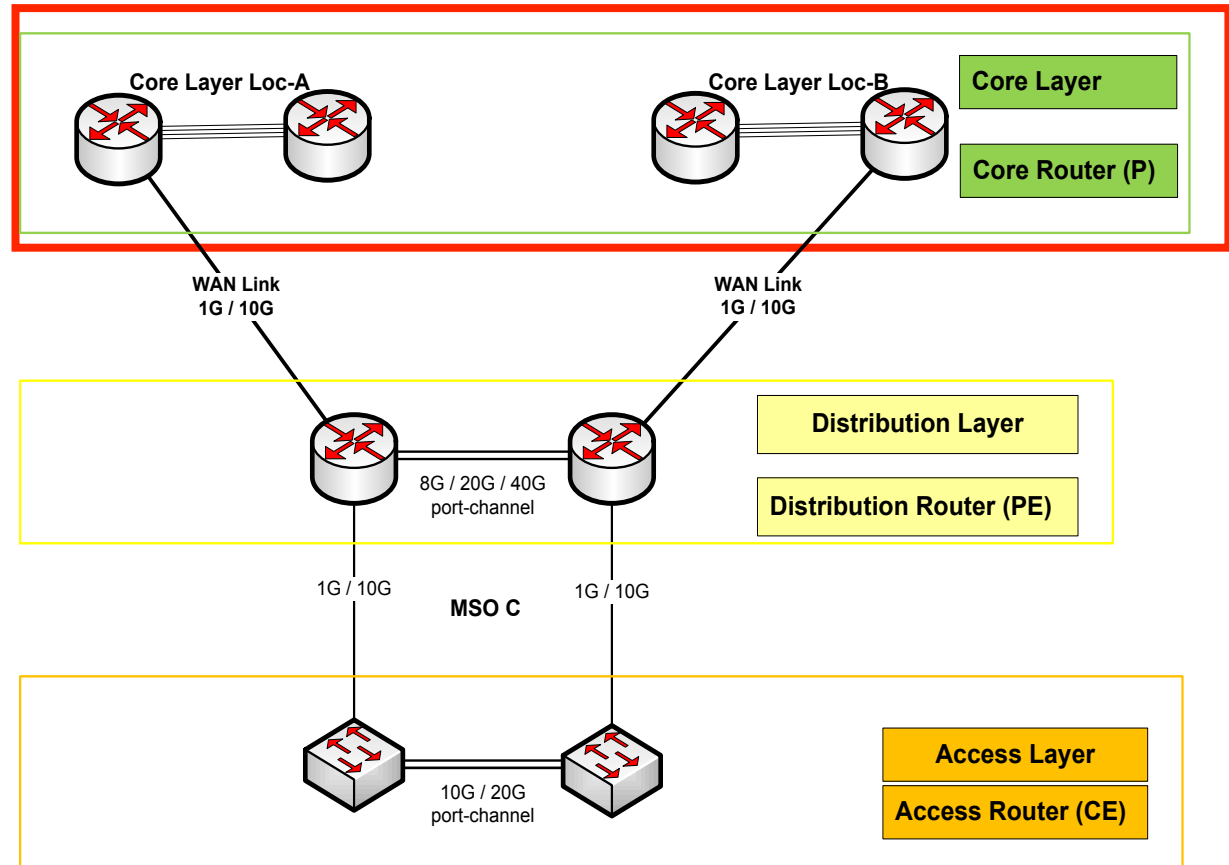 Core Layer Loc-A
Core Layer Loc-B
Core Layer
Core Router (P)
WAN Link
1G / 10G
WAN Link
1G / 10G
Distribution Layer
8G / 20G / 40G
port-channel
Distribution Router (PE)
1G / 10G
1G / 10G
MSO C
Access Layer
10G / 20G
port-channel
Access Router (CE)